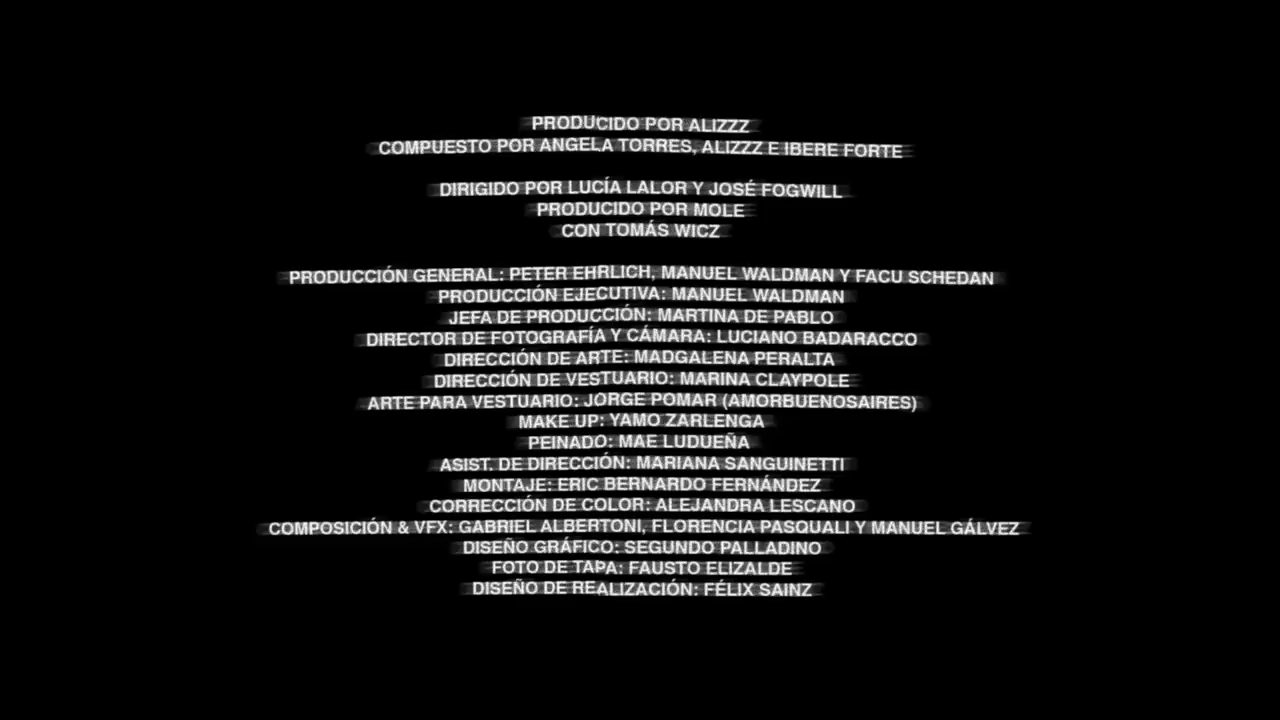 PRODUCIDO POR ALIZZZ
COMPUESTO POR ANGELA TORRES, ALIZZZ E IBERE FORTE
DIRIGIDO POR LUCÍA LALOR Y JOSÉ FOGWILL
PRODUCIDO POR MOLE
CON TOMÁS WICZ
PRODUCCIÓN GENERAL: PETER EHRLICH, MANUEL WALDMAN Y FACU SCHEDAN
PRODUCCIÓN EJECUTIVA: MANUEL WALDMAN
JEFA DE PRODUCCIÓN: MARTINA DE PABLO
DIRECTOR DE FOTOGRAFÍA Y CÁMARA: LUCIANO BADARACCO
DIRECCIÓN DE ARTE: MADGALENA PERALTA
DIRECCIÓN DE VESTUARIO: MARINA CLAYPOLE
ARTE PARA VESTUARIO: JORGE POMAR (AMORBUENOSAIRES)
MAKE UP: YAMO ZARLENGA
PEINADO: MAE LUDUEÑA
ASIST. DE DIRECCIÓN: MARIANA SANGUINETTI
MONTAJE: ERIC BERNARDO FERNÁNDEZ
CORRECCIÓN DE COLOR: ALEJANDRA LESCANO
COMPOSICIÓN & VFX: GABRIEL ALBERTONI, FLORENCIA PASQUALI Y MANUEL GÁLVEZ
DISEÑO GRÁFICO: SEGUNDO PALLADINO
FOTO DE TAPA: FAUSTO ELIZALDE
DISEÑO DE REALIZACIÓN: FÉLIX SAINZ